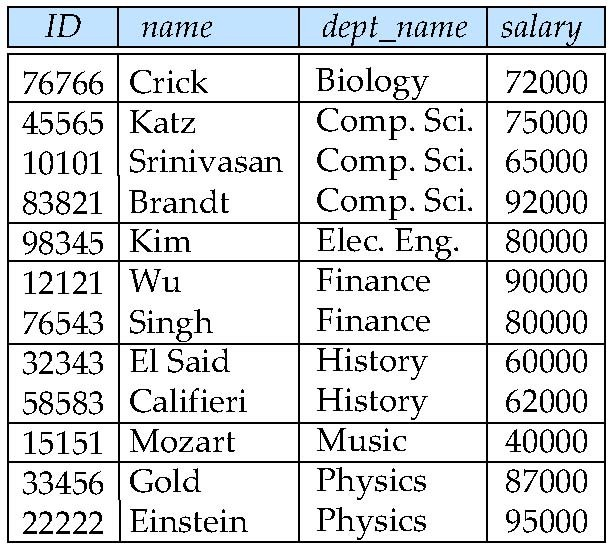 ID name dept_name salary
76766 Crick Biology 72000
45565 Katz Comp. Sci. 75000
10101 Srinivasan Comp. Sci. 65000
83821 Brandt Comp. Sci. 92000
98345 Kim Elec. Eng. 80000
12121 Wu Finance 90000
76543 Singh Finance 80000
32343 El Said History 60000
58583 Califieri History 62000
15151 Mozart Music 40000
33456 Gold Physics 87000
22222 Einstein Physics 95000